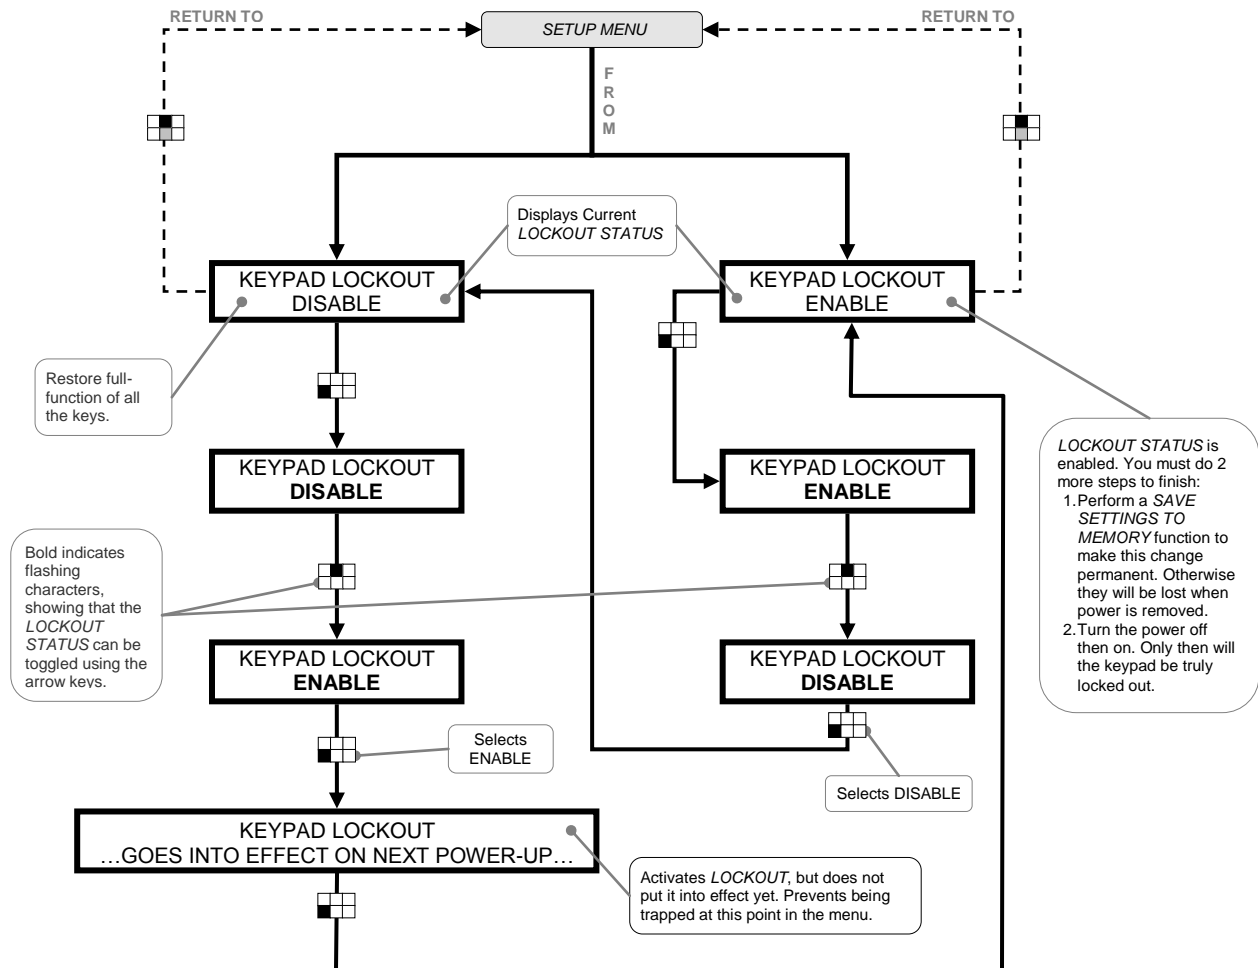 RETURN TO
SETUP MENU
RETURN TO
F
R
O
M
Displays Current
LOCKOUT STATUS
KEYPAD LOCKOUT
DISABLE
KEYPAD LOCKOUT
ENABLE
Restore full-
function of all
the keys.
KEYPAD LOCKOUT
DISABLE
KEYPAD LOCKOUT
ENABLE
LOCKOUT STATUS is
enabled. You must do 2
more steps to finish:
1. Perform a SAVE
SETTINGS TO
MEMORY function to
make this change
permanent. Otherwise
they will be lost when
power is removed.
2. Turn the power off
then on. Only then will
the keypad be truly
locked out.
Bold indicates
flashing
characters,
showing that the
LOCKOUT
STATUS can be
toggled using the
arrow keys.
KEYPAD LOCKOUT
ENABLE
KEYPAD LOCKOUT
DISABLE
Selects
ENABLE
Selects DISABLE
KEYPAD LOCKOUT
…GOES INTO EFFECT ON NEXT POWER-UP…
Activates LOCKOUT, but does not
put it into effect yet. Prevents being
trapped at this point in the menu.